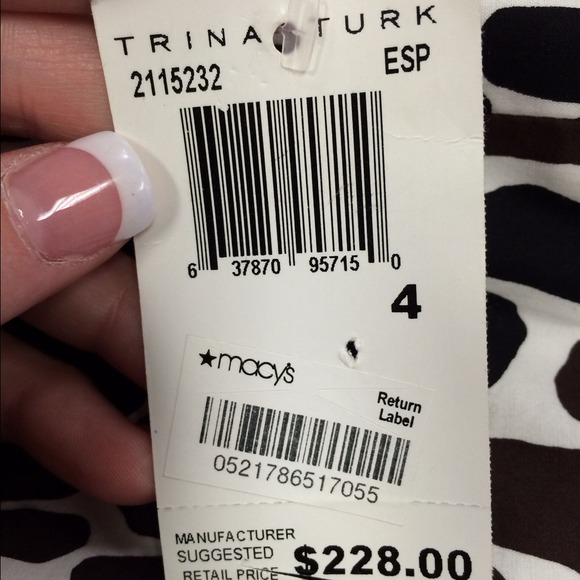 TRINA TURK
2115232 ESP
6 37870 95715 0
4
★macy's
Return
Label
0521786517055
MANUFACTURER
SUGGESTED
RETAIL PRICE $228.00